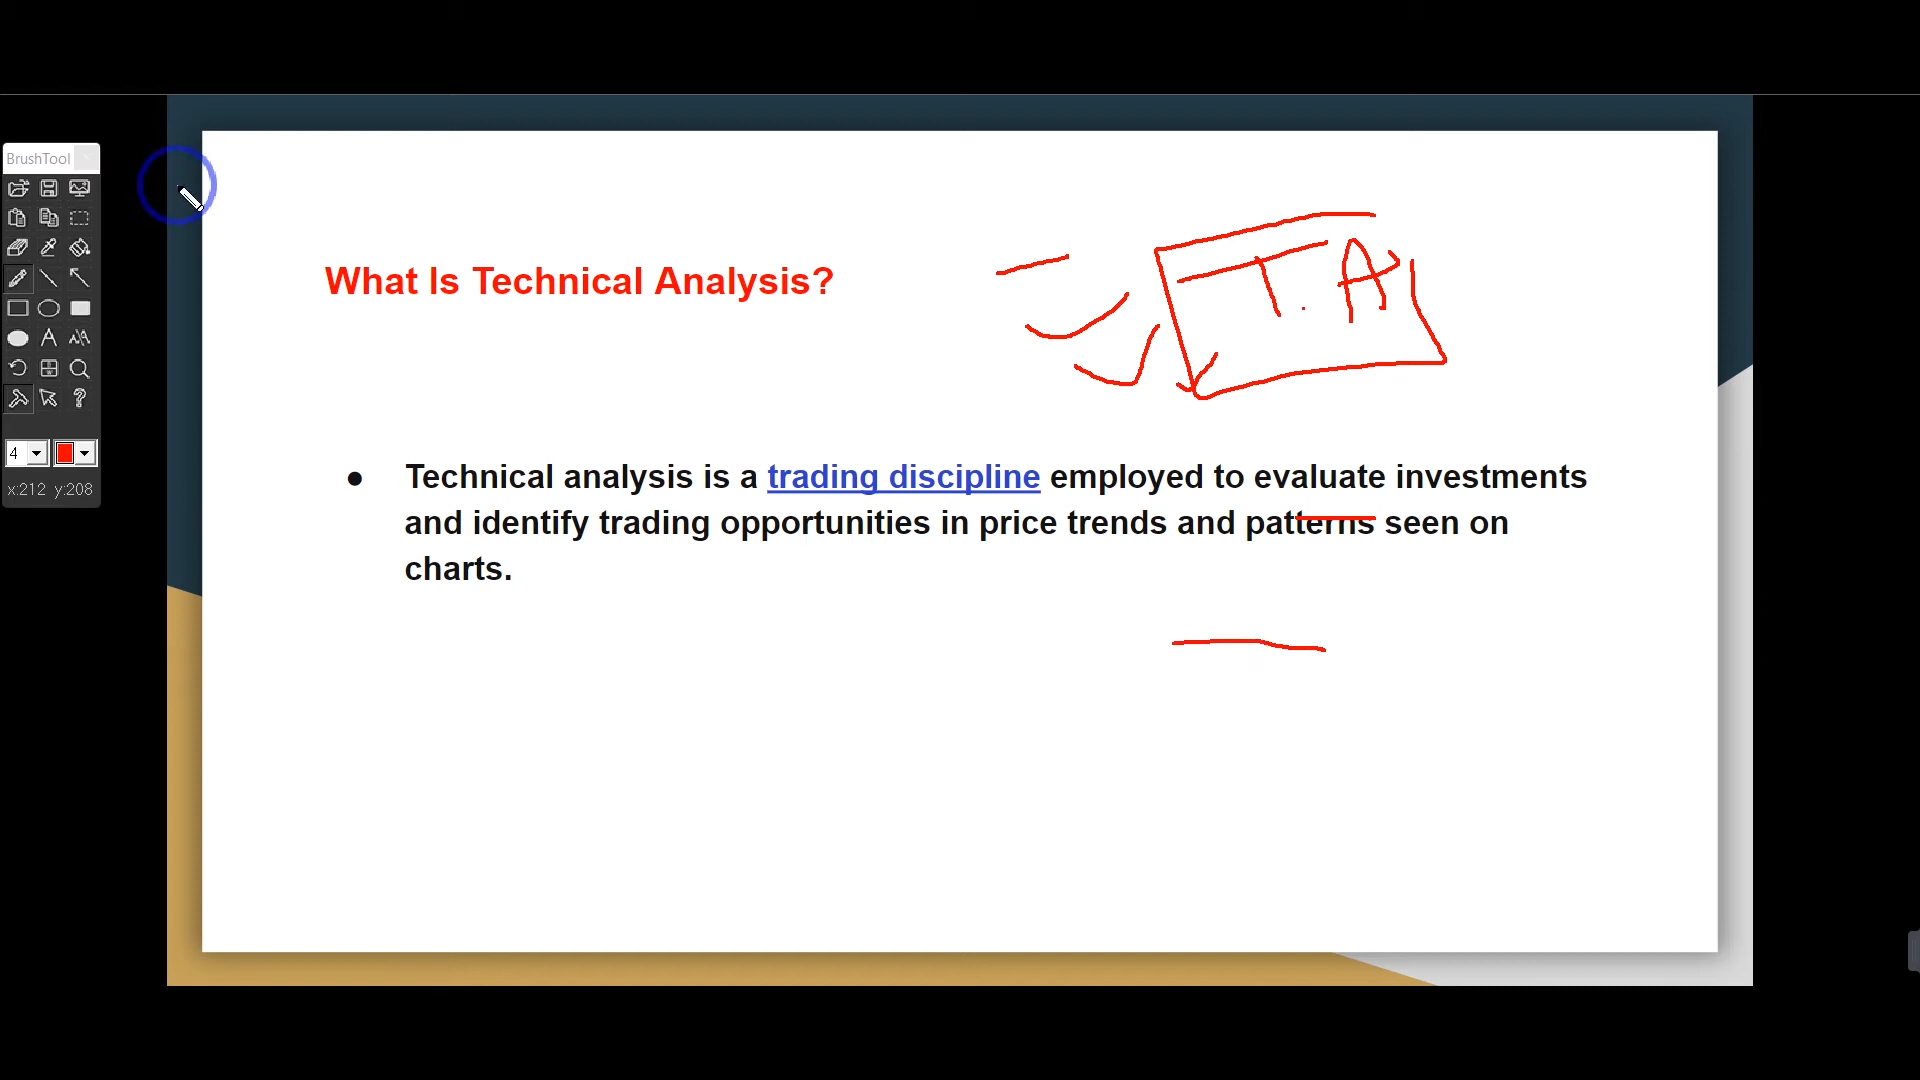 BrushTool
T.A
What Is Technical Analysis?
● Technical analysis is a trading discipline employed to evaluate investments
and identify trading opportunities in price trends and patterns seen on
charts.
4
x:212 y:208